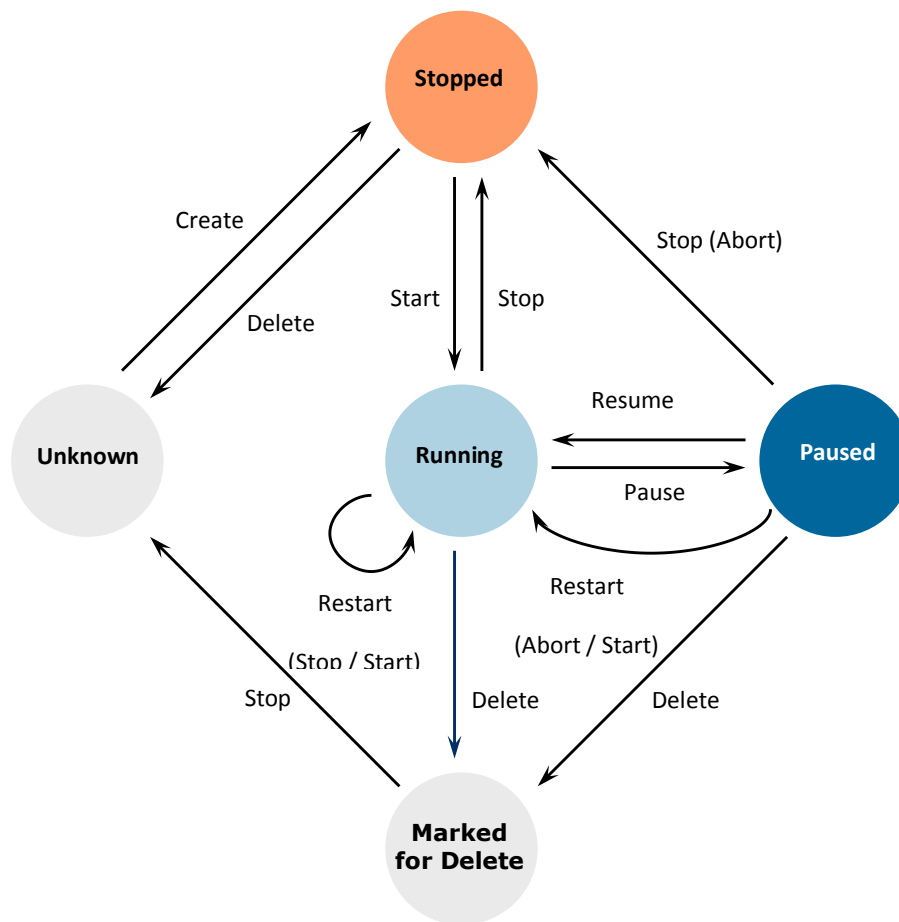 Stopped
Create
Stop (Abort)
Delete
Start
Stop
Resume
Unknown
Running
Paused
Pause
Restart
(Stop / Start)
Restart
(Abort / Start)
Stop
Delete
Delete
Marked
for Delete